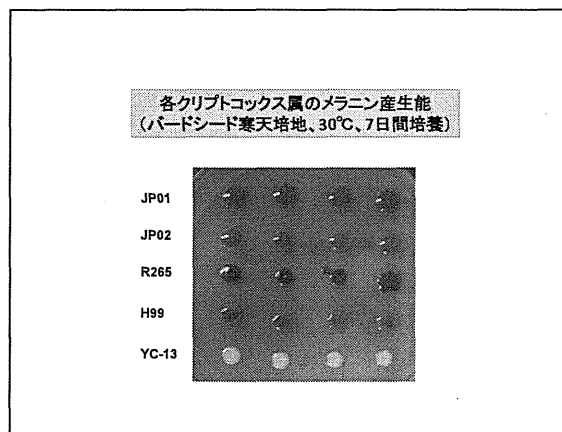 各クリプトコックス属のメラニン産生能
（バードシード寒天培地、30℃、7日間培養）
JP01
JP02
R265
H99
YC-13